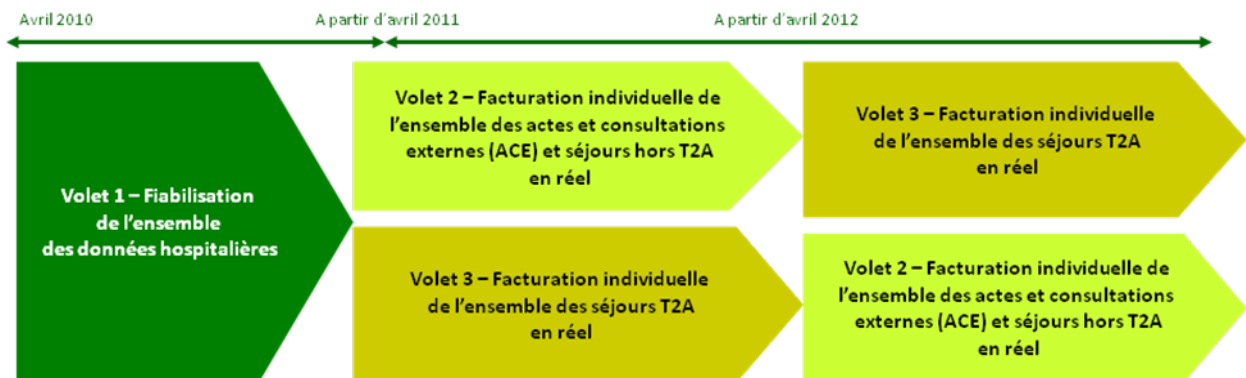 Avril 2010
A partir d'avril 2011
A partir d'avril 2012
Volet 1 – Fiabilisation
de l'ensemble
des données hospitalières
Volet 2 – Facturation individuelle de
l'ensemble des actes et consultations
externes (ACE) et séjours hors T2A
en réel
Volet 3 – Facturation individuelle
de l'ensemble des séjours T2A
en réel
Volet 3 – Facturation individuelle
de l'ensemble des séjours T2A
en réel
Volet 2 – Facturation individuelle de
l'ensemble des actes et consultations
externes (ACE) et séjours hors T2A
en réel